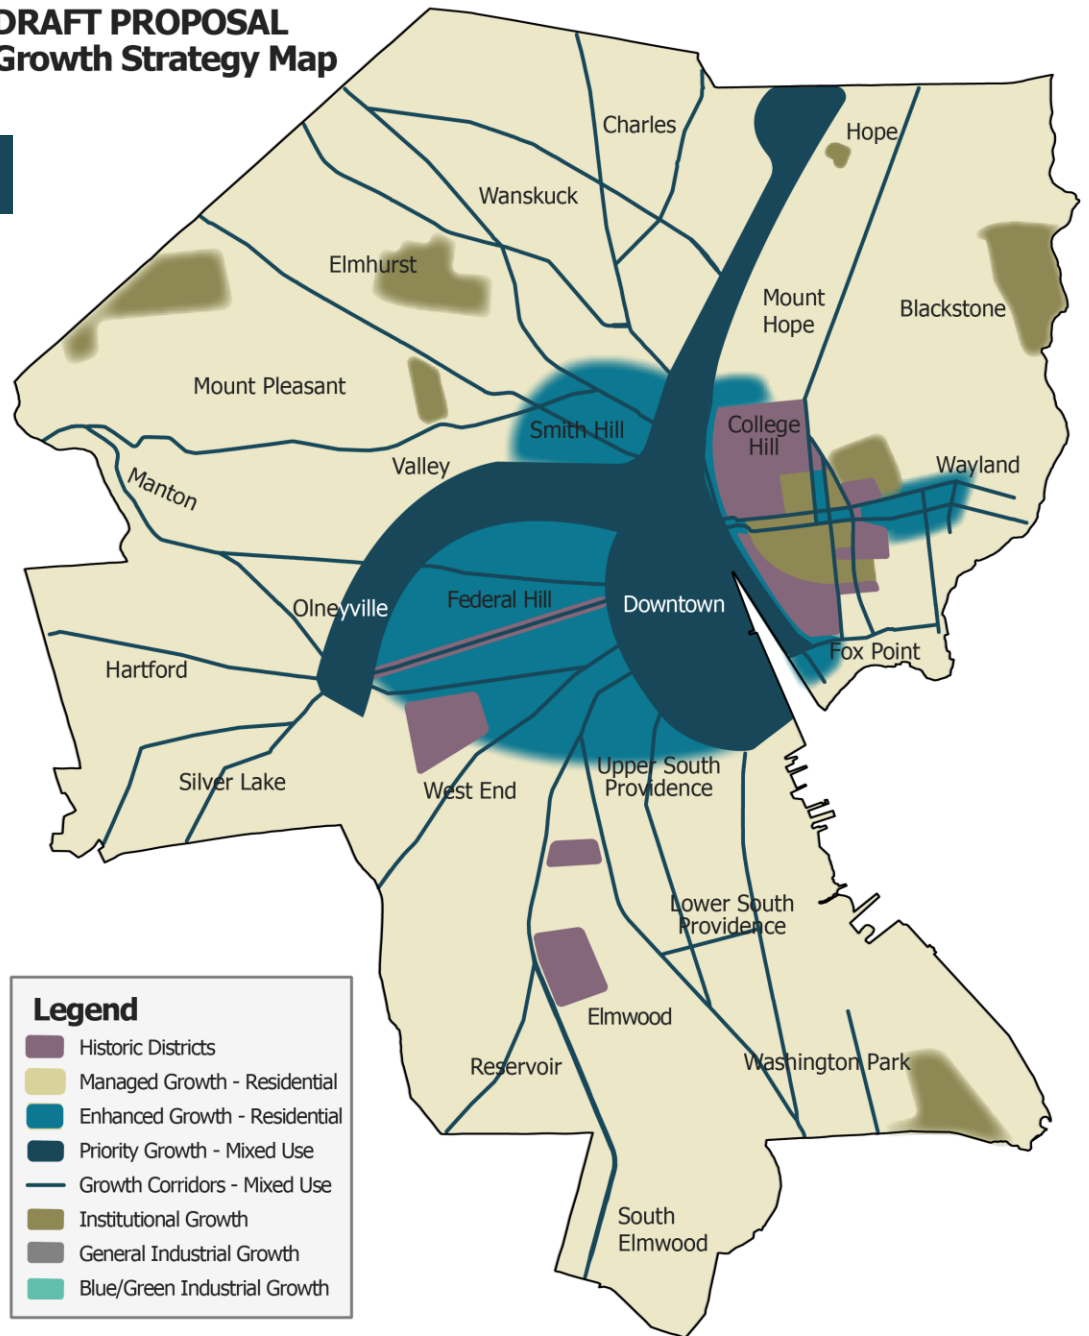 DRAFT PROPOSAL
Growth Strategy Map
Charles
Hope
Wanskuck
Elmhurst
Mount
Hope
Blackstone
Mount Pleasant
Smith Hill
College
Hill
Valley
Wayland
Manton
Olneyville
Federal Hill
Downtown
Fox Point
Hartford
Silver Lake
West End
Upper South
Providence
Lower South
Providence
Elmwood
Reservoir
Washington Park
South
Elmwood
Legend
Historic Districts
Managed Growth - Residential
Enhanced Growth - Residential
Priority Growth - Mixed Use
Growth Corridors - Mixed Use
Institutional Growth
General Industrial Growth
Blue/Green Industrial Growth